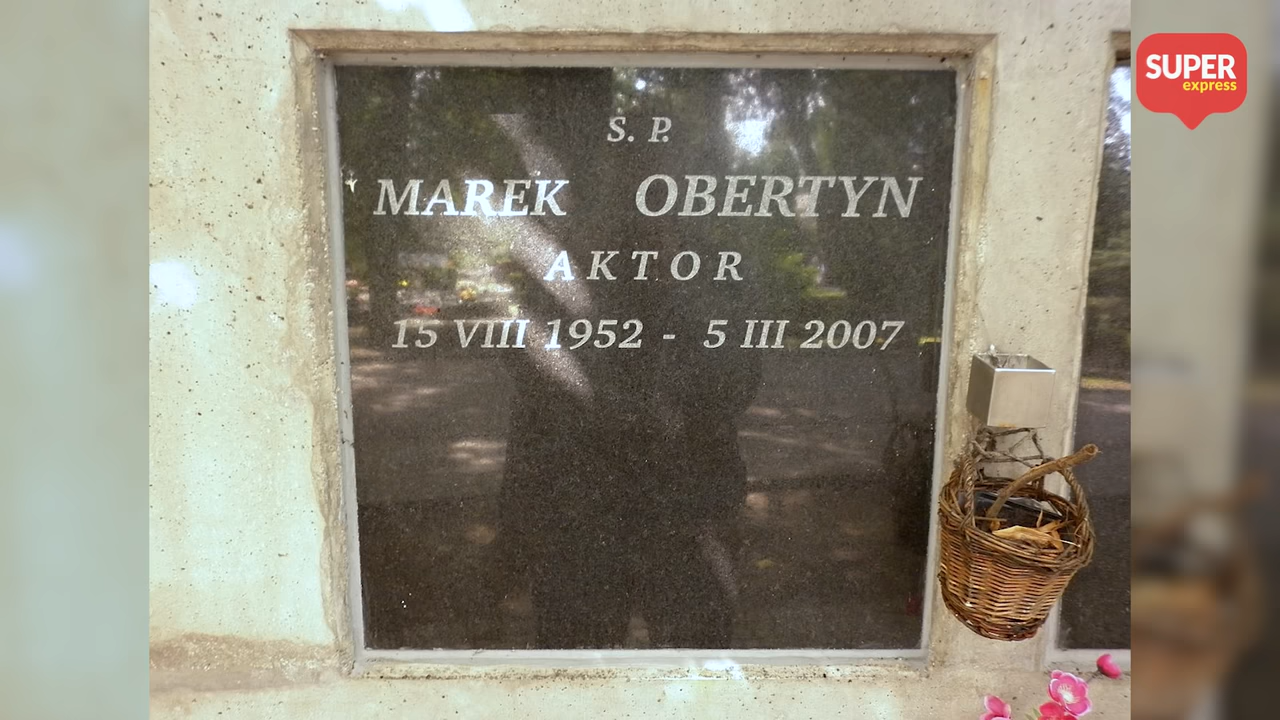 S. P.
MAREK OBERTYN
AKTOR
15 VIII 1952 - 5 III 2007
SUPER
express